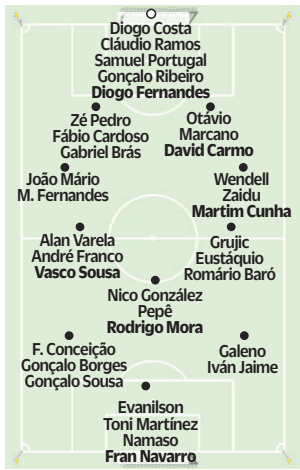 Diogo Costa
Cláudio Ramos
Samuel Portugal
Gonçalo Ribeiro
Diogo Fernandes
Zé Pedro
Fábio Cardoso
Gabriel Brás
Otávio
Marcano
David Carmo
João Mário
M. Fernandes
Wendell
Zaidu
Martim Cunha
Alan Varela
André Franco
Vasco Sousa
Grujic
Eustáquio
Romário Baró
Nico González
Pepê
Rodrigo Mora
F. Conceição
Gonçalo Borges
Gonçalo Sousa
Galeno
Iván Jaime
Evanilson
Toni Martínez
Namaso
Fran Navarro